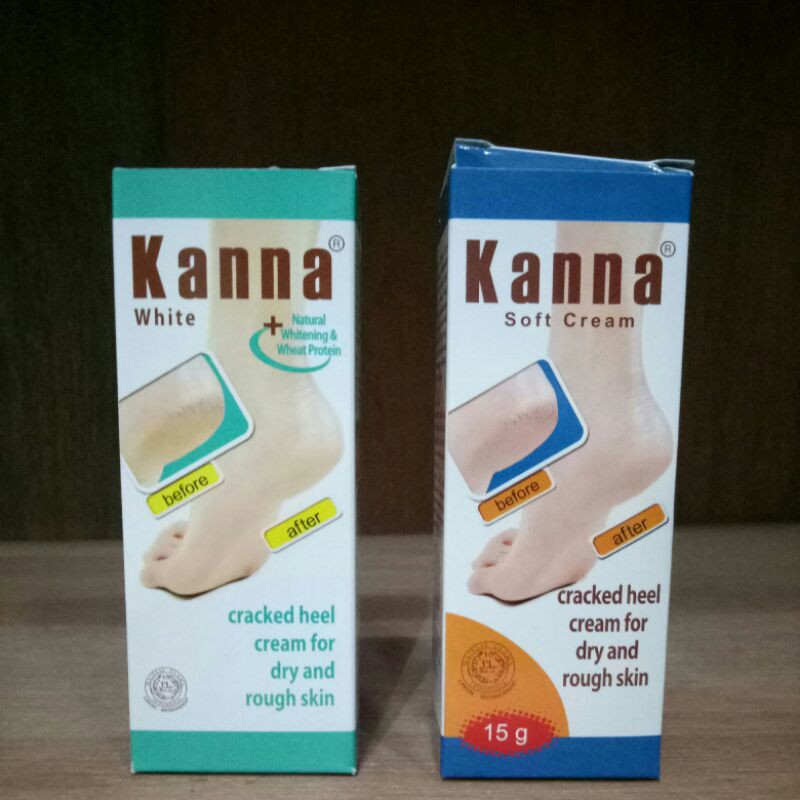 Kanna®
White
+ Natural
Whitening &
Wheat Protein
before
after
cracked heel
cream for
dry and
rough skin
Kanna®
Soft Cream
before
after
cracked heel
cream for
dry and
rough skin
15 g